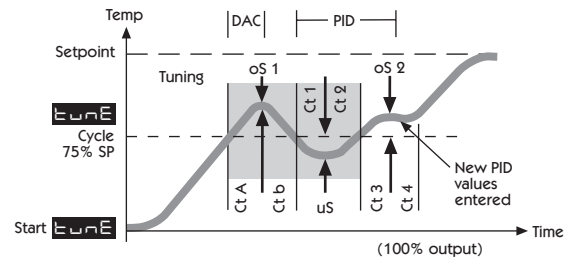 Temp
DAC
PID
Setpoint
Tuning
oS 1
Ct 1
Ct 2
oS 2
tunE
Cycle
75% SP
New PID
values
entered
Ct A
Ct b
uS
Ct 3
Ct 4
Start tunE
Time
(100% output)